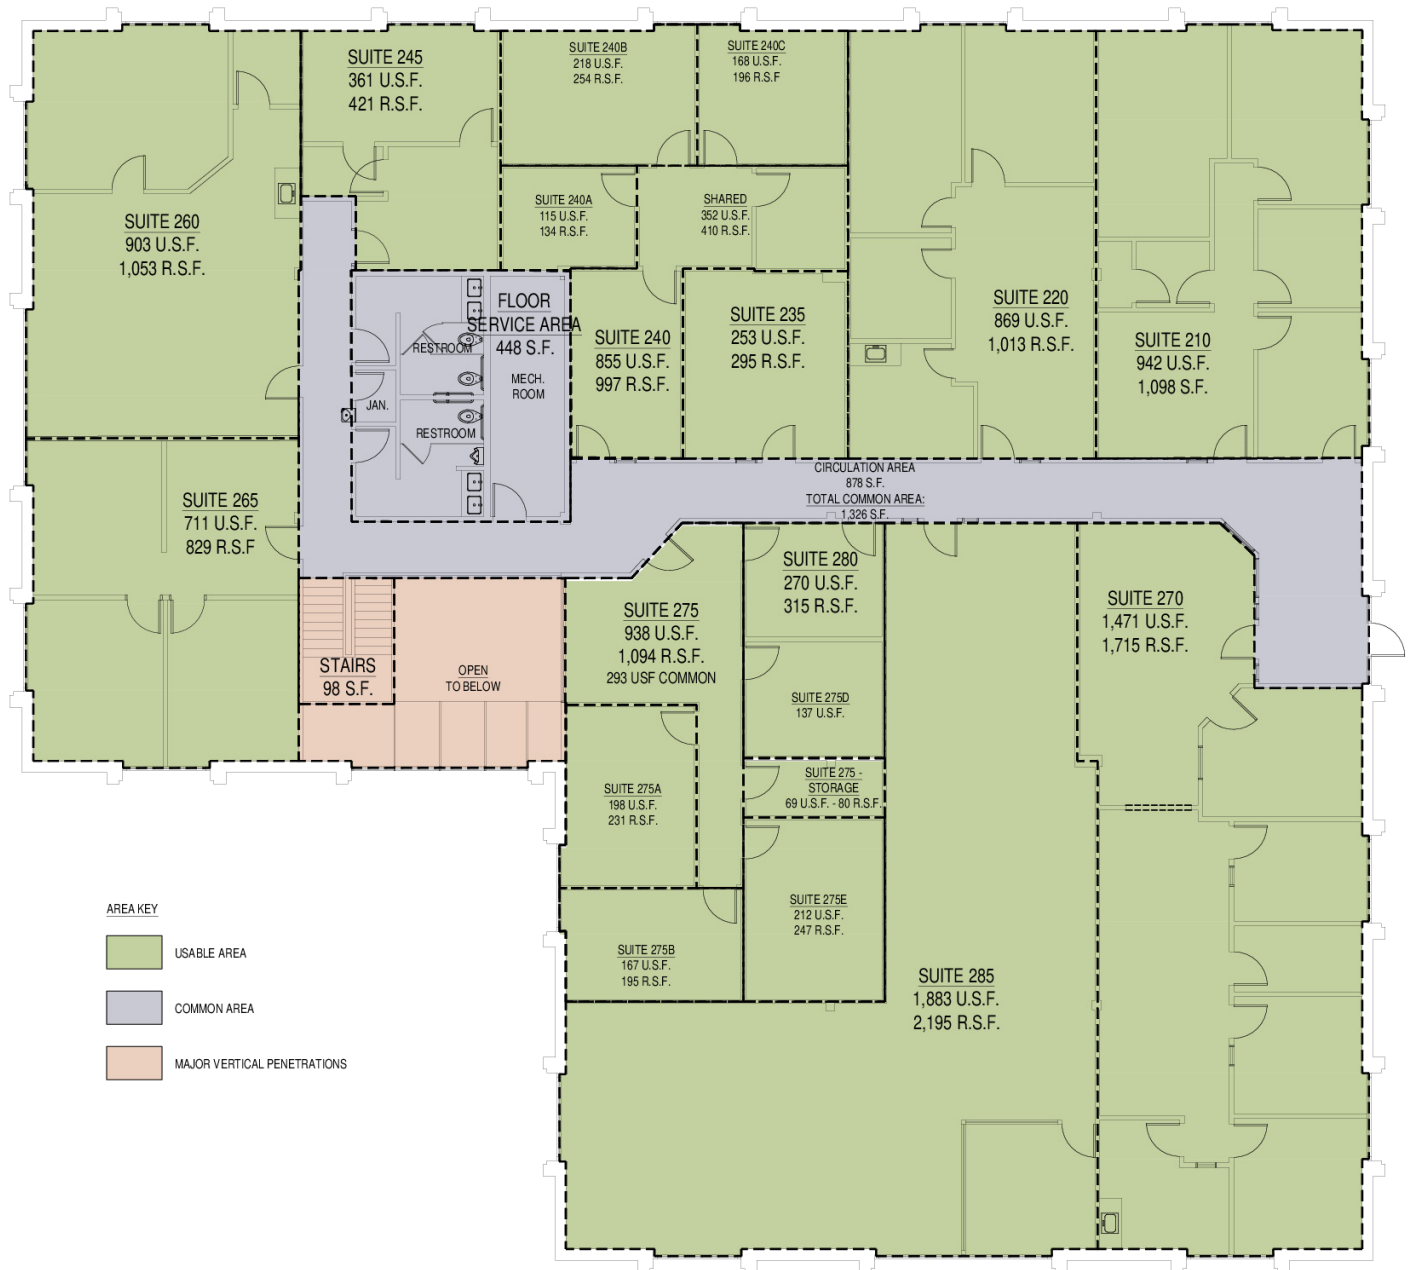 SUITE 245
361 U.S.F.
421 R.S.F.
SUITE 240B
218 U.S.F.
254 R.S.F.
SUITE 240C
168 U.S.F.
196 R.S.F
SUITE 260
903 U.S.F.
1,053 R.S.F.
SUITE 240A
115 U.S.F.
134 R.S.F.
SHARED
352 U.S.F.
410 R.S.F.
FLOOR
SERVICE AREA
448 S.F.
RESTROOM
MECH.
ROOM
JAN.
RESTROOM
SUITE 240
855 U.S.F.
997 R.S.F.
SUITE 235
253 U.S.F.
295 R.S.F.
SUITE 220
869 U.S.F.
1,013 R.S.F.
SUITE 210
942 U.S.F.
1,098 S.F.
CIRCULATION AREA
878 S.F.
TOTAL COMMON AREA:
1,326 S.F.
SUITE 265
711 U.S.F.
829 R.S.F
STAIRS
98 S.F.
OPEN
TO BELOW
SUITE 275
938 U.S.F.
1,094 R.S.F.
293 USF COMMON
SUITE 280
270 U.S.F.
315 R.S.F.
SUITE 270
1,471 U.S.F.
1,715 R.S.F.
SUITE 275D
137 U.S.F.
SUITE 275 -
STORAGE
69 U.S.F. - 80 R.S.F.
SUITE 275A
198 U.S.F.
231 R.S.F.
SUITE 275E
212 U.S.F.
247 R.S.F.
SUITE 275B
167 U.S.F.
195 R.S.F.
SUITE 285
1,883 U.S.F.
2,195 R.S.F.
AREA KEY
USABLE AREA
COMMON AREA
MAJOR VERTICAL PENETRATIONS